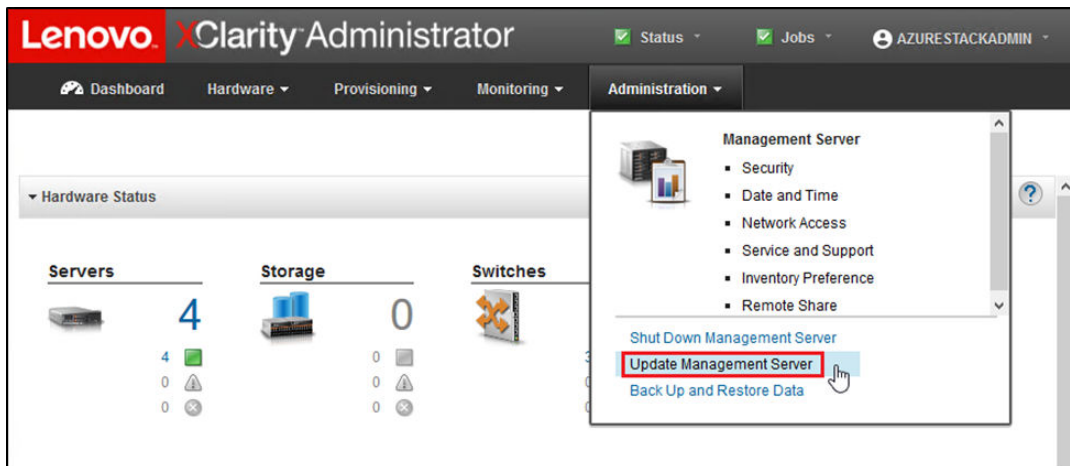 Lenovo. XClarity Administrator
Status
Jobs
AZURESTACKADMIN
Dashboard
Hardware
Provisioning
Monitoring
Administration
Management Server
▪ Security
▪ Date and Time
▪ Network Access
▪ Service and Support
▪ Inventory Preference
▪ Remote Share
Shut Down Management Server
Update Management Server
Back Up and Restore Data
Hardware Status
?
Servers
4
4
0
0
Storage
0
0
0
0
Switches